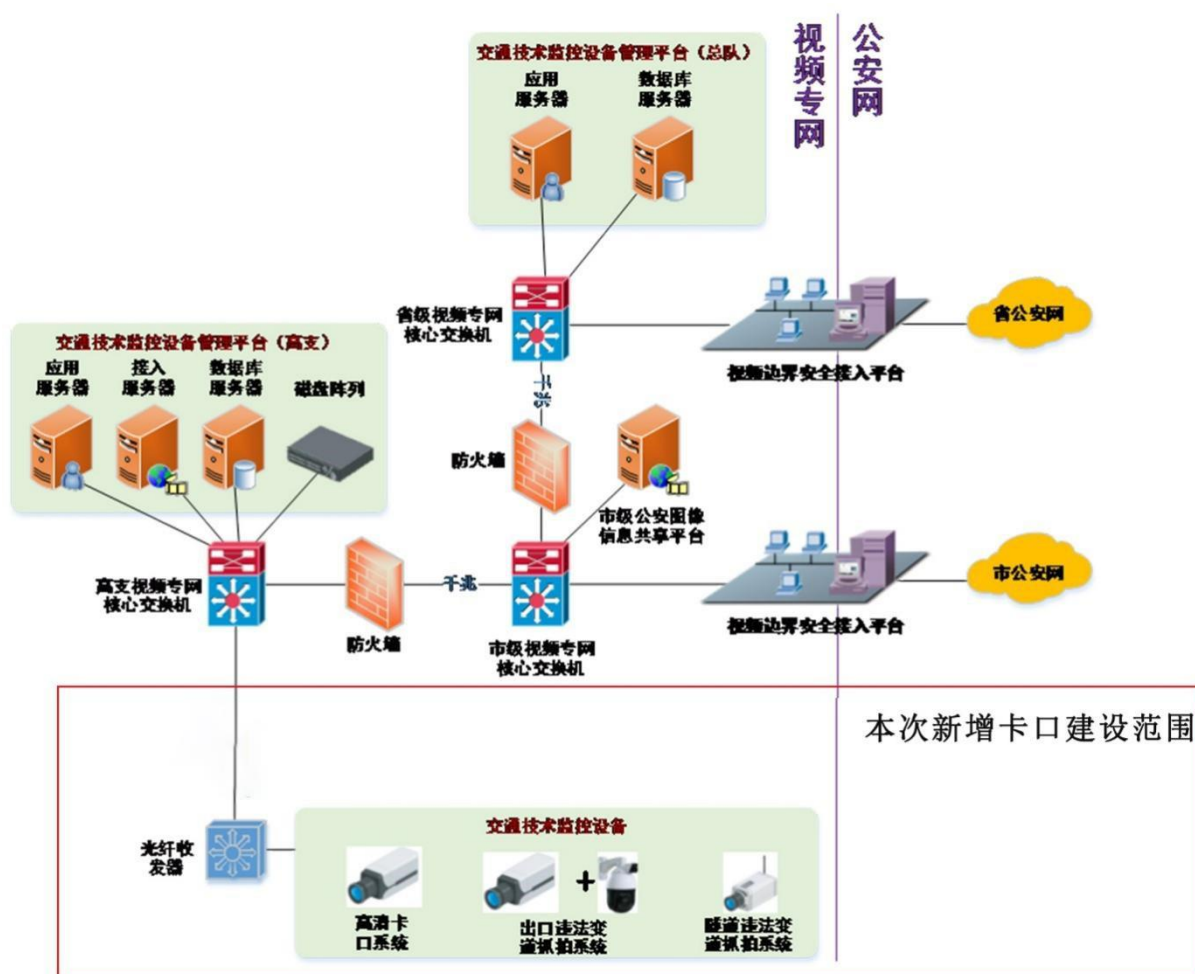 视频专网
公安网
交通技术监控设备管理平台（总队）
应用
服务器
数据库
服务器
省级视频专网
核心交换机
视频边界安全接入平台
省公安网
交通技术监控设备管理平台（高支）
应用
服务器
接入
服务器
数据库
服务器
磁盘阵列
千兆
防火墙
市级公安图像
信息共享平台
高支视频专网
核心交换机
防火墙
千兆
市级视频专网
核心交换机
视频边界安全接入平台
市公安网
本次新增卡口建设范围
光纤收
发器
交通技术监控设备
高清卡
口系统
+
出口违法变
道抓拍系统
隧道违法变
道抓拍系统